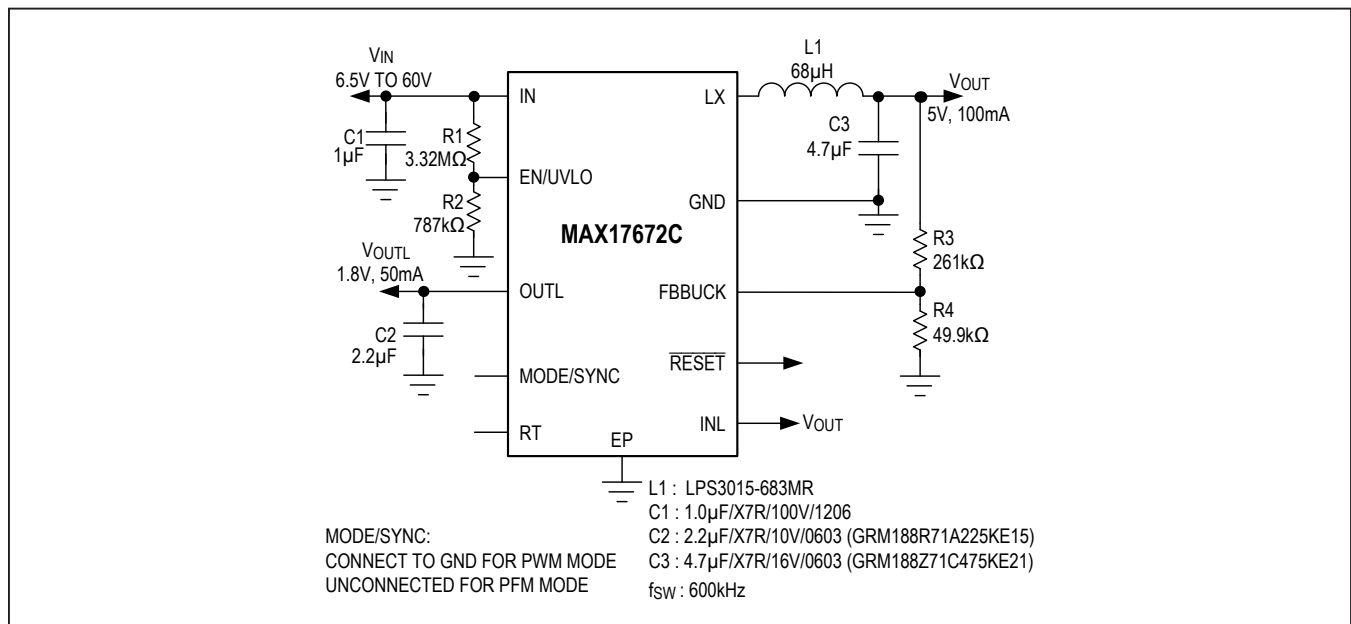 VIN
6.5V TO 60V
C1
1µF
R1
3.32MΩ
R2
787kΩ
VOUTL
1.8V, 50mA
C2
2.2µF
IN
EN/UVLO
OUTL
MODE/SYNC
RT
MAX17672C
EP
LX
GND
FBBUCK
RESET
INL
L1
68µH
C3
4.7µF
VOUT
5V, 100mA
R3
261kΩ
R4
49.9kΩ
VOUT
MODE/SYNC:
CONNECT TO GND FOR PWM MODE
UNCONNECTED FOR PFM MODE
L1 : LPS3015-683MR
C1 : 1.0µF/X7R/100V/1206
C2 : 2.2µF/X7R/10V/0603 (GRM188R71A225KE15)
C3 : 4.7µF/X7R/16V/0603 (GRM188Z71C475KE21)
fSW : 600kHz